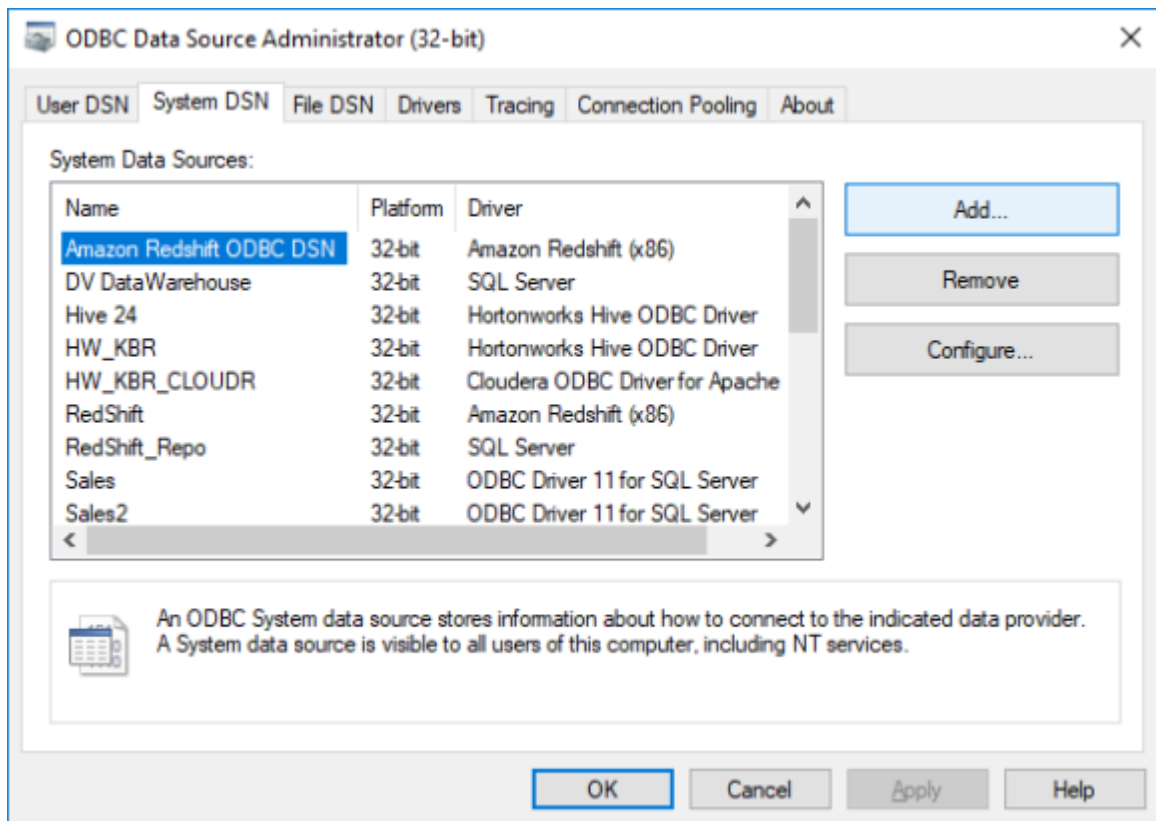 ODBC Data Source Administrator (32-bit)
User DSN System DSN File DSN Drivers Tracing Connection Pooling About
System Data Sources:
Name Platform Driver
Amazon Redshift ODBC DSN 32-bit Amazon Redshift (x86)
DV DataWarehouse 32-bit SQL Server
Hive 24 32-bit Hortonworks Hive ODBC Driver
HW_KBR 32-bit Hortonworks Hive ODBC Driver
HW_KBR_CLOUDR 32-bit Cloudera ODBC Driver for Apache
RedShift 32-bit Amazon Redshift (x86)
RedShift_Repo 32-bit SQL Server
Sales 32-bit ODBC Driver 11 for SQL Server
Sales2 32-bit ODBC Driver 11 for SQL Server
Add...
Remove
Configure...
An ODBC System data source stores information about how to connect to the indicated data provider.
A System data source is visible to all users of this computer, including NT services.
OK Cancel Apply Help